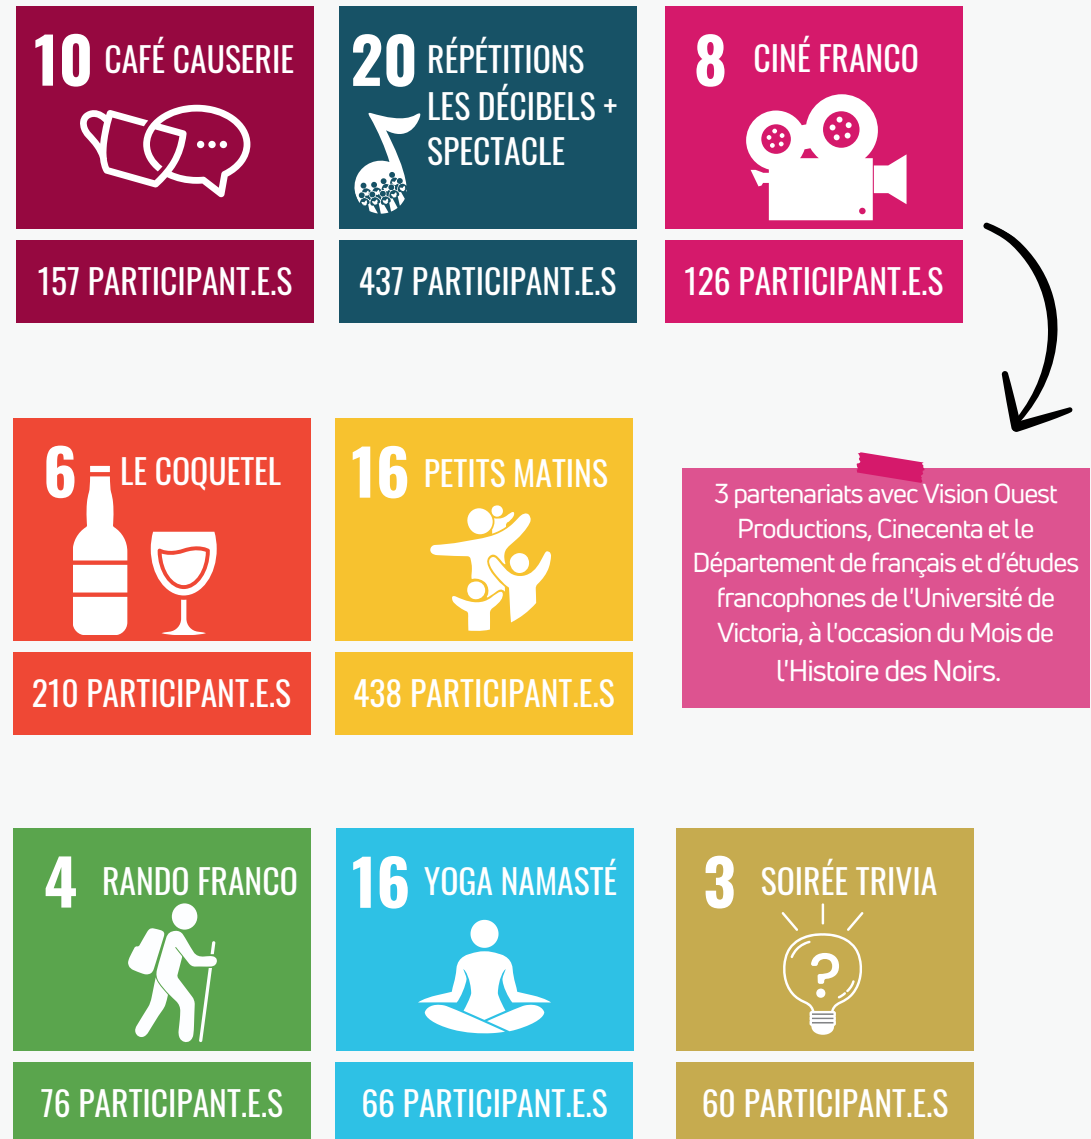 10 CAFÉ CAUSERIE
157 PARTICIPANT.E.S
20 RÉPÉTITIONS
LES DÉCIBELS +
SPECTACLE
437 PARTICIPANT.E.S
8 CINÉ FRANCO
126 PARTICIPANT.E.S
6 LE COQUETEL
210 PARTICIPANT.E.S
16 PETITS MATINS
438 PARTICIPANT.E.S
3 partenariats avec Vision Ouest
Productions, Cinecenta et le
Département de français et d'études
francophones de l'Université de
Victoria, à l'occasion du Mois de
l'Histoire des Noirs.
4 RANDO FRANCO
76 PARTICIPANT.E.S
16 YOGA NAMASTÉ
66 PARTICIPANT.E.S
3 SOIRÉE TRIVIA
?
60 PARTICIPANT.E.S